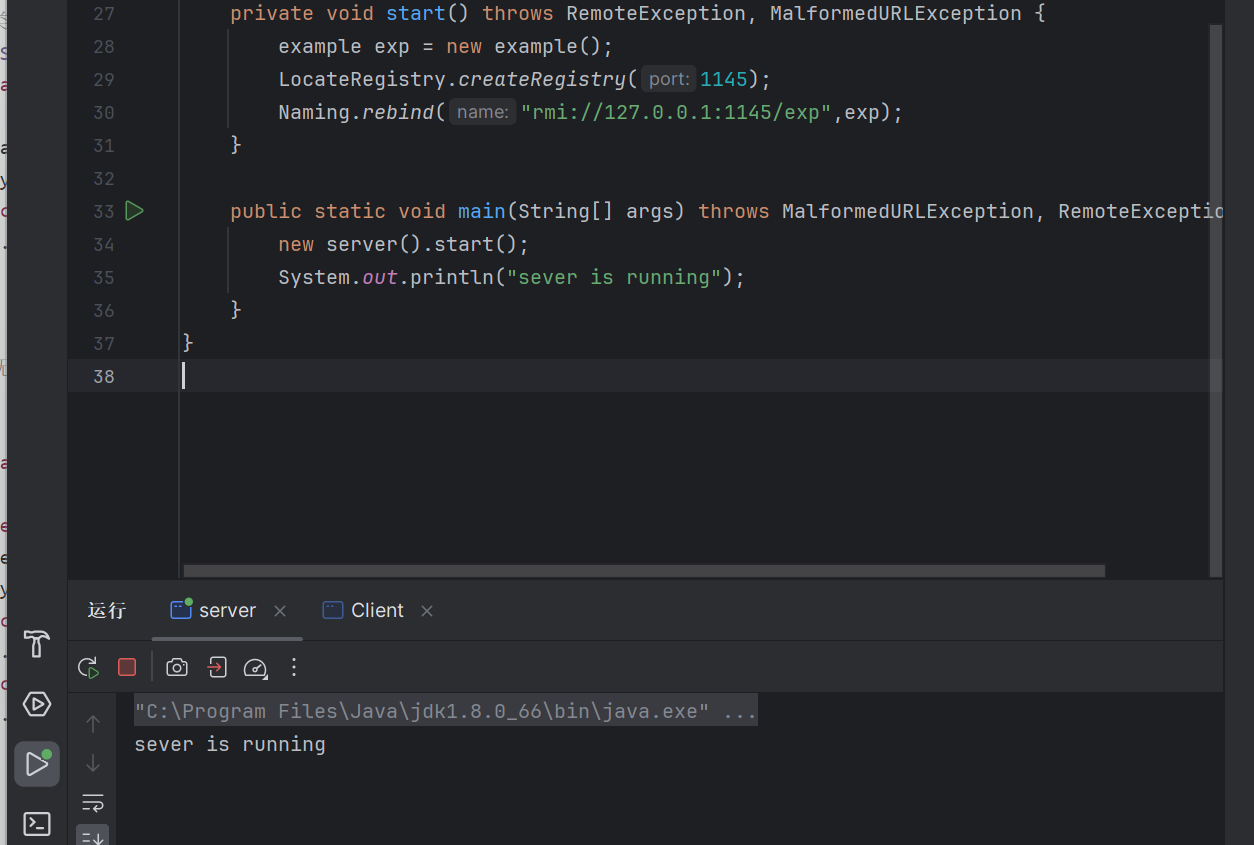 27 private void start() throws RemoteException, MalformedURLException {
28 example exp = new example();
29 LocateRegistry.createRegistry( port: 1145);
30 Naming.rebind( name: "rmi://127.0.0.1:1145/exp",exp);
31 }
32
33 public static void main(String[] args) throws MalformedURLException, RemoteExceptio
34 new server().start();
35 System.out.println("sever is running");
36 }
37 }
38
运行 server Client
"C:\Program Files\Java\jdk1.8.0_66\bin\java.exe" ...
sever is running